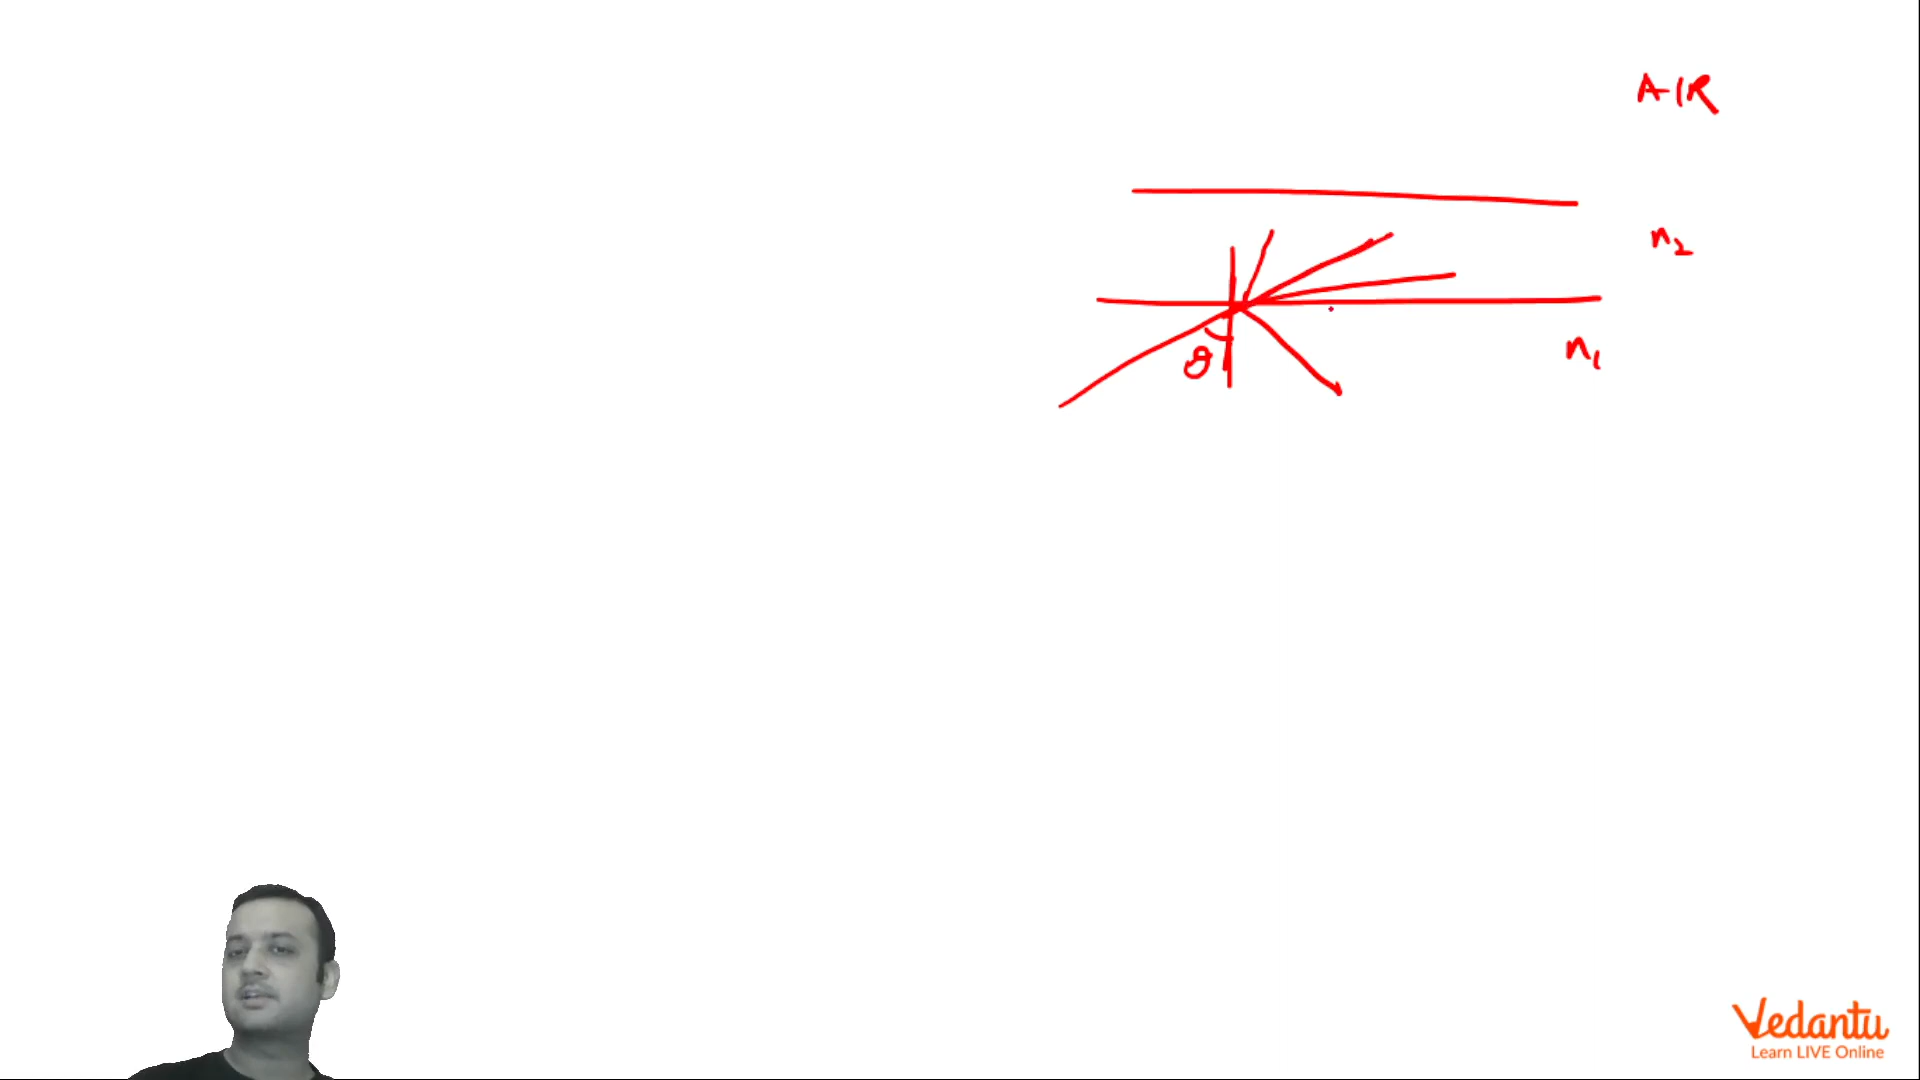 AIR
n₂
n₁
θ
Vedantu
Learn LIVE Online